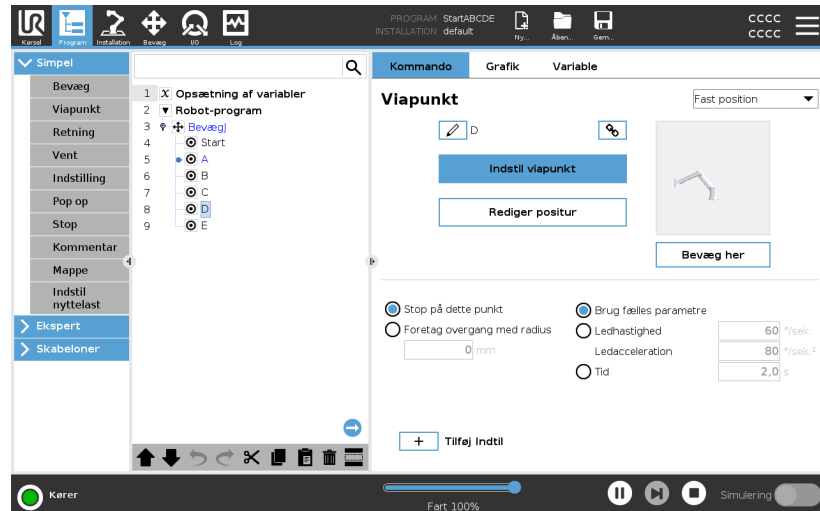 UR
PROGRAM StartABCDE
INSTALLATION default
Kørsel
Program
Installation
Bevæg
I/O
Log
Ny...
Åben...
Gem...
cccc
cccc
Simpel
Bevæg
Viapunkt
Retning
Vent
Indstilling
Pop op
Stop
Kommentar
Mappe
Indstil
nyttelast
Ekspert
Skabeloner
1 X Opsætning af variabler
2 Robot-program
3 BevægJ
4 Start
5 A
6 B
7 C
8 D
9 E
Kommando Grafik Variable
Viapunkt
Fast position
D
Indstil viapunkt
Rediger positur
Bevæg her
Stop på dette punkt
Foretag overgang med radius
0 mm
Brug fælles parametre
Ledhastighed 60 °/sek.
Ledacceleration 80 °/sek.²
Tid 2,0 s
+ Tilføj Indtil
Kører
Fart 100%
Simulering